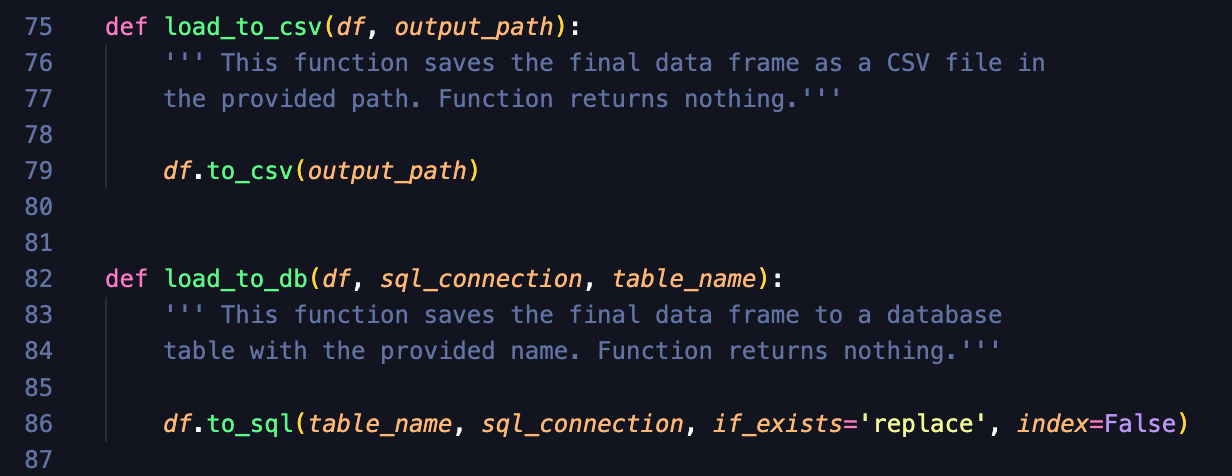 75 def load_to_csv(df, output_path):
76 ''' This function saves the final data frame as a CSV file in
77 the provided path. Function returns nothing.'''
78
79 df.to_csv(output_path)
80
81
82 def load_to_db(df, sql_connection, table_name):
83 ''' This function saves the final data frame to a database
84 table with the provided name. Function returns nothing.'''
85
86 df.to_sql(table_name, sql_connection, if_exists='replace', index=False)
87